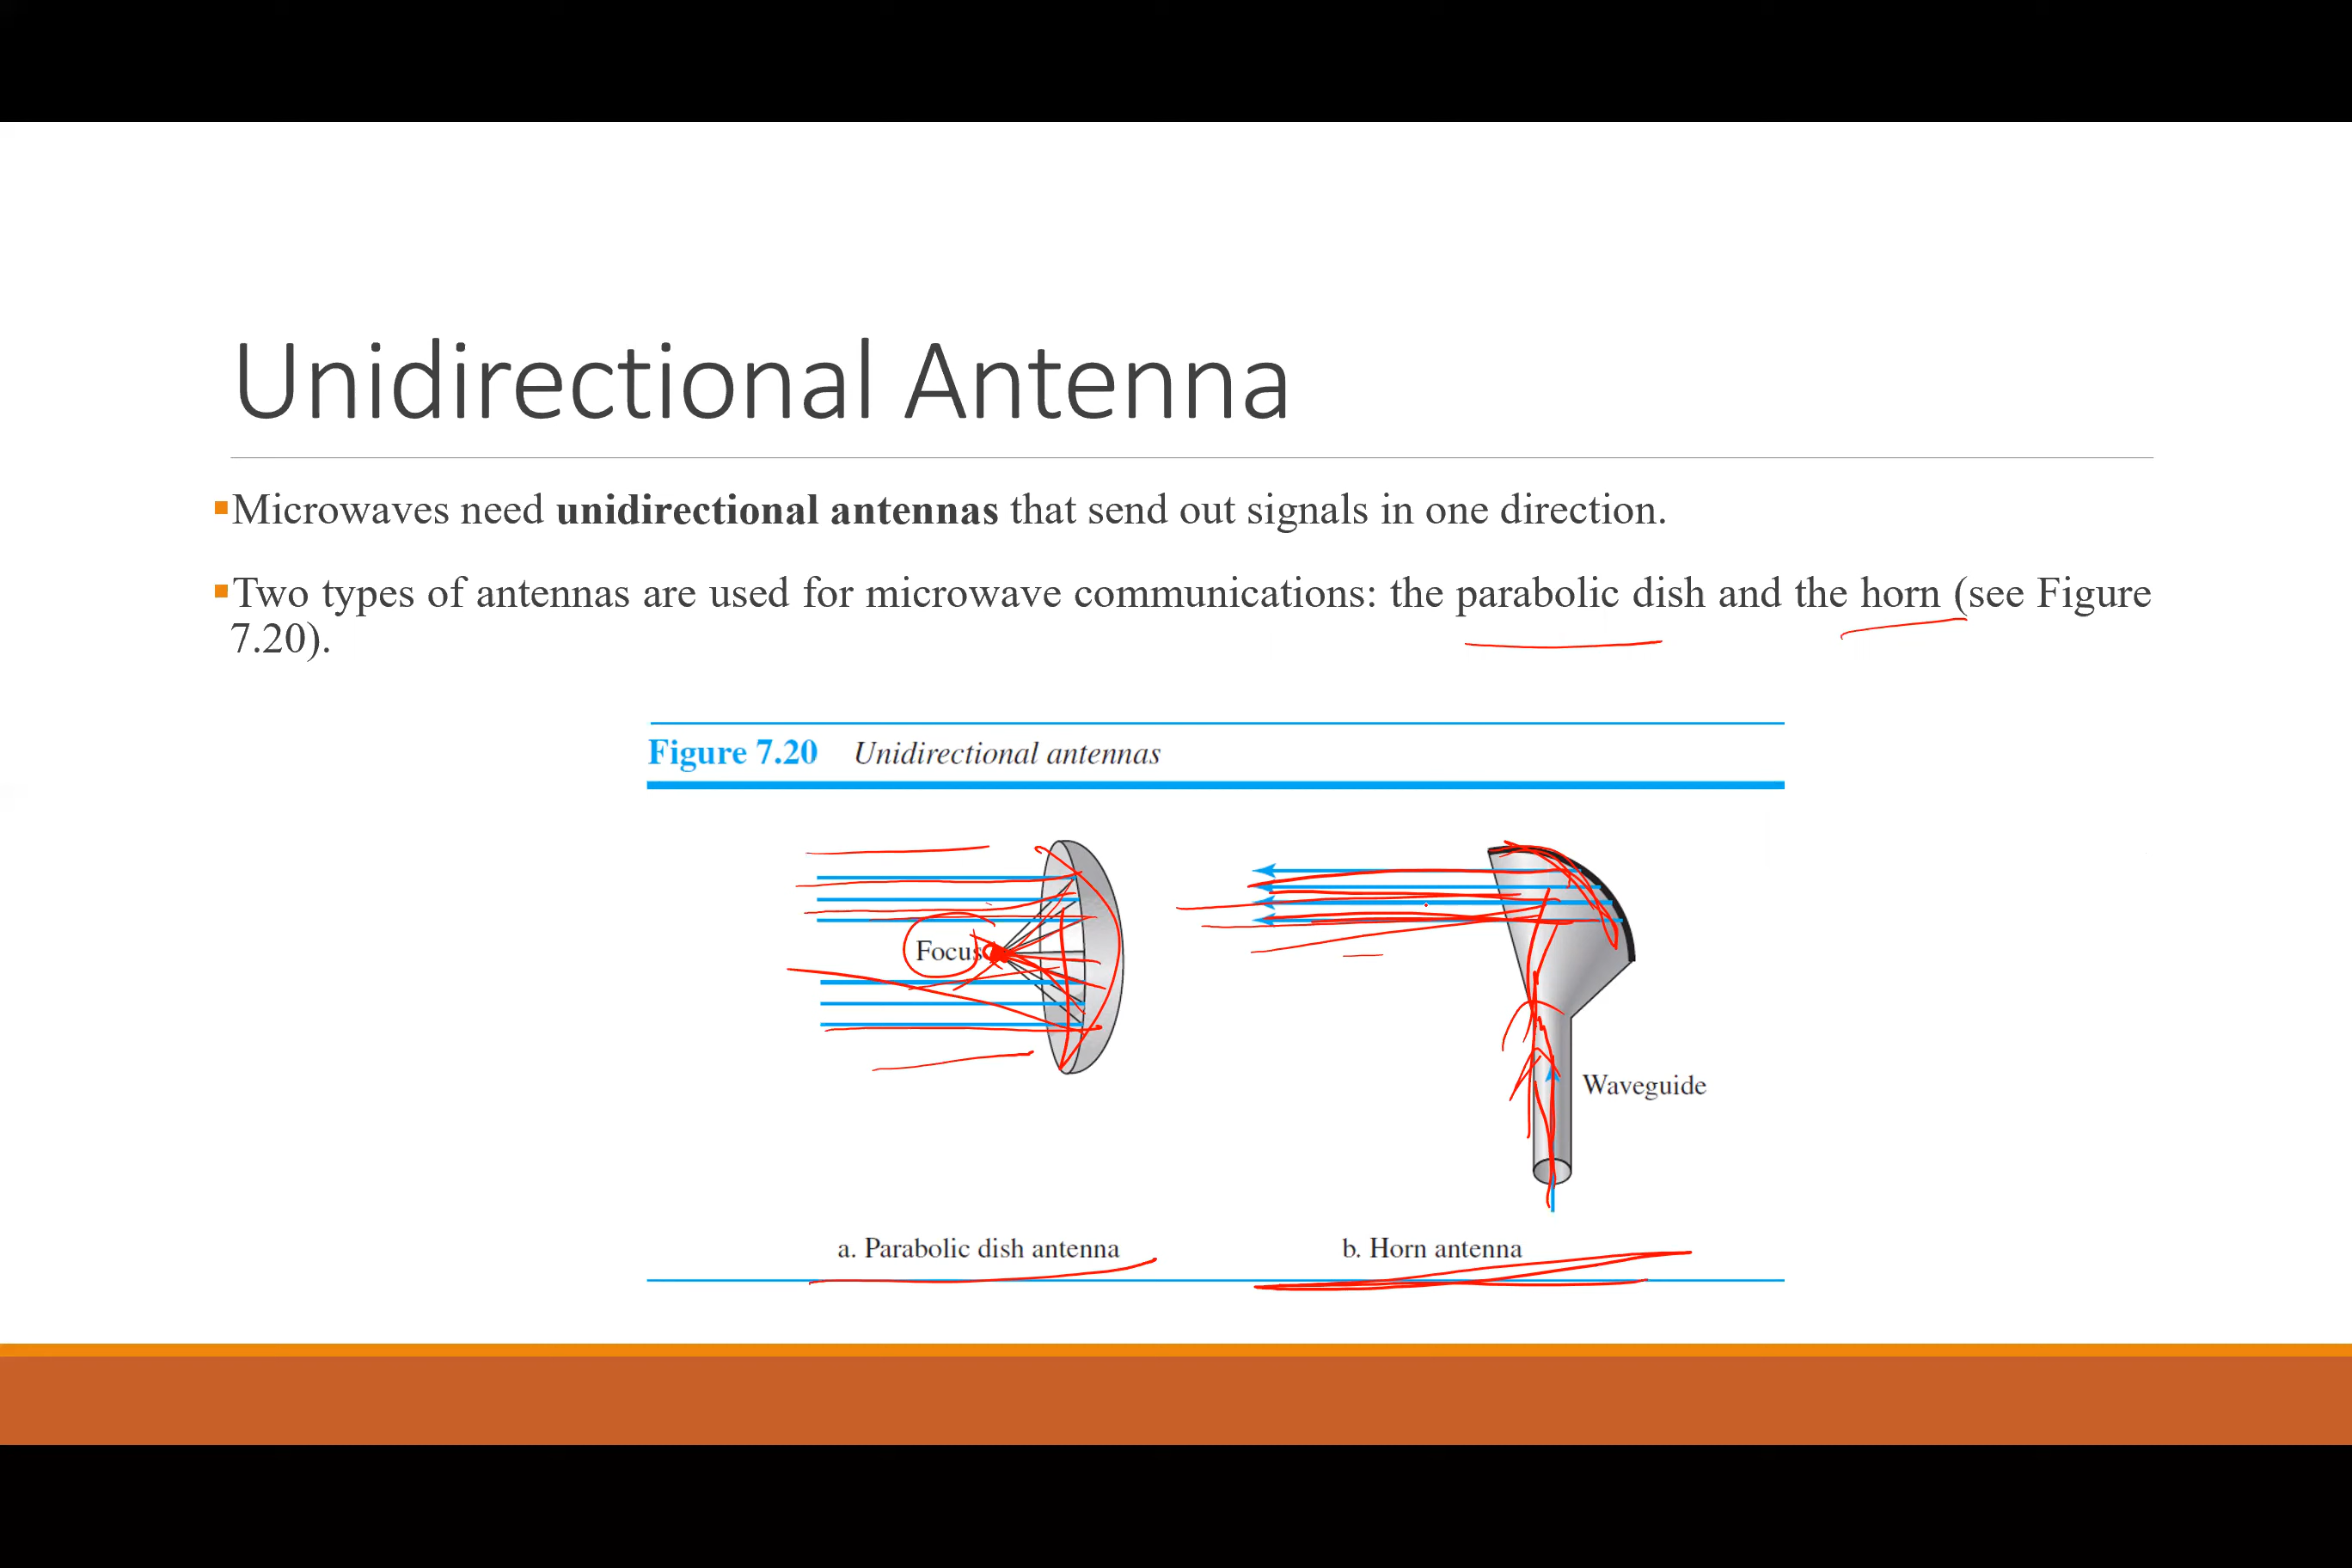 Unidirectional Antenna
Microwaves need unidirectional antennas that send out signals in one direction.
Two types of antennas are used for microwave communications: the parabolic dish and the horn (see Figure
7.20).
Figure 7.20 Unidirectional antennas
Focus
Waveguide
a. Parabolic dish antenna
b. Horn antenna